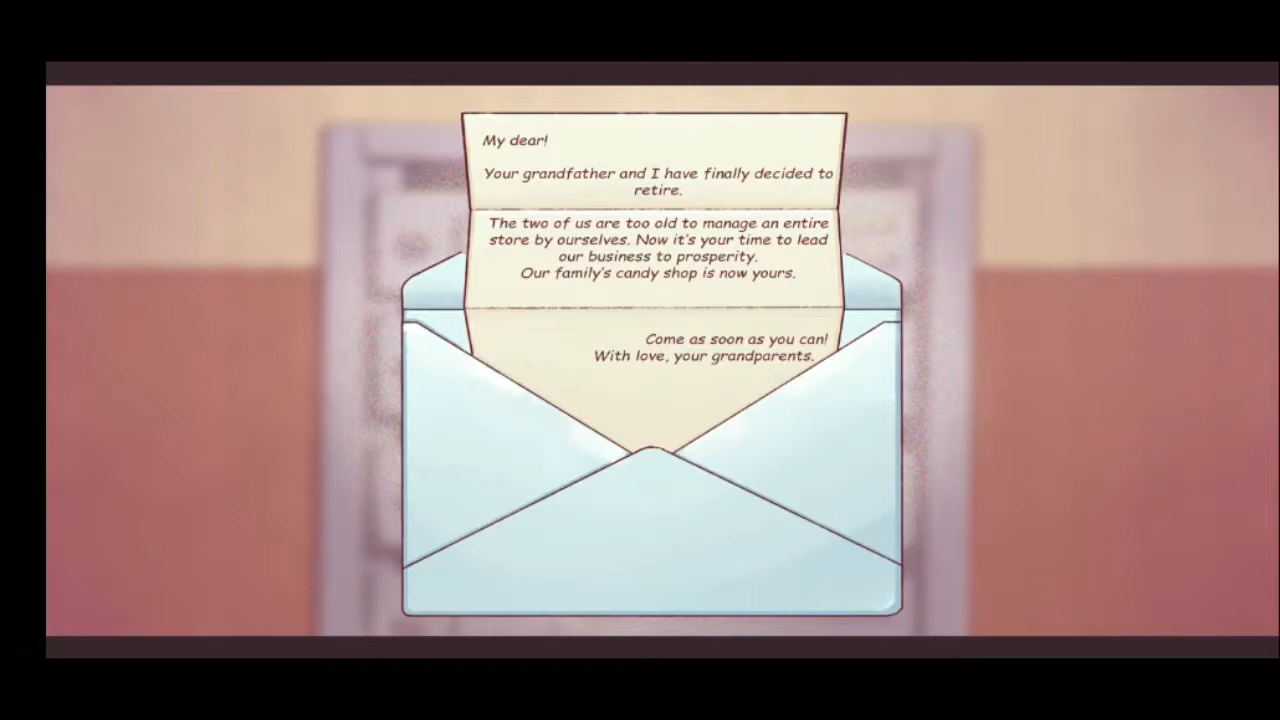 My dear!
Your grandfather and I have finally decided to
retire.
The two of us are too old to manage an entire
store by ourselves. Now it's your time to lead
our business to prosperity.
Our family's candy shop is now yours.
Come as soon as you can!
With love, your grandparents.